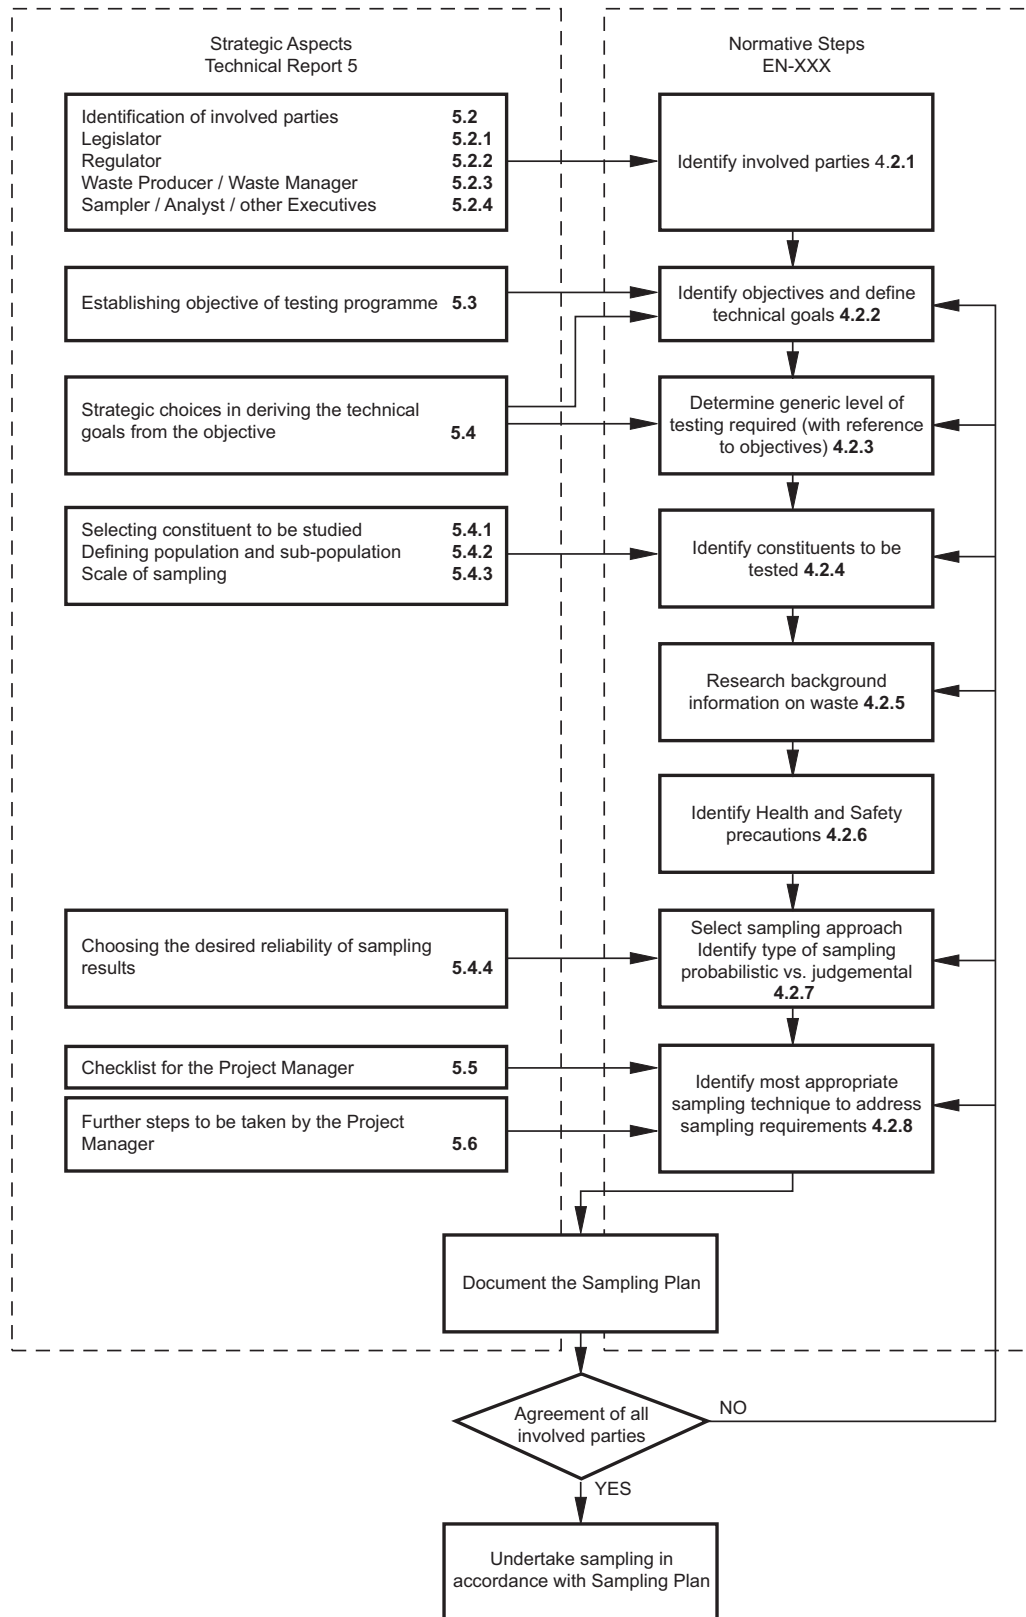 Strategic Aspects
Technical Report 5
Normative Steps
EN-XXX
Identification of involved parties 5.2
Legislator 5.2.1
Regulator 5.2.2
Waste Producer / Waste Manager 5.2.3
Sampler / Analyst / other Executives 5.2.4
Identify involved parties 4.2.1
Establishing objective of testing programme 5.3
Identify objectives and define
technical goals 4.2.2
Strategic choices in deriving the technical
goals from the objective 5.4
Determine generic level of
testing required (with reference
to objectives) 4.2.3
Selecting constituent to be studied 5.4.1
Defining population and sub-population 5.4.2
Scale of sampling 5.4.3
Identify constituents to be
tested 4.2.4
Research background
information on waste 4.2.5
Identify Health and Safety
precautions 4.2.6
Choosing the desired reliability of sampling
results 5.4.4
Select sampling approach
Identify type of sampling
probabilistic vs. judgemental
4.2.7
Checklist for the Project Manager 5.5
Further steps to be taken by the Project
Manager 5.6
Identify most appropriate
sampling technique to address
sampling requirements 4.2.8
Document the Sampling Plan
Agreement of all
involved parties
NO
YES
Undertake sampling in
accordance with Sampling Plan